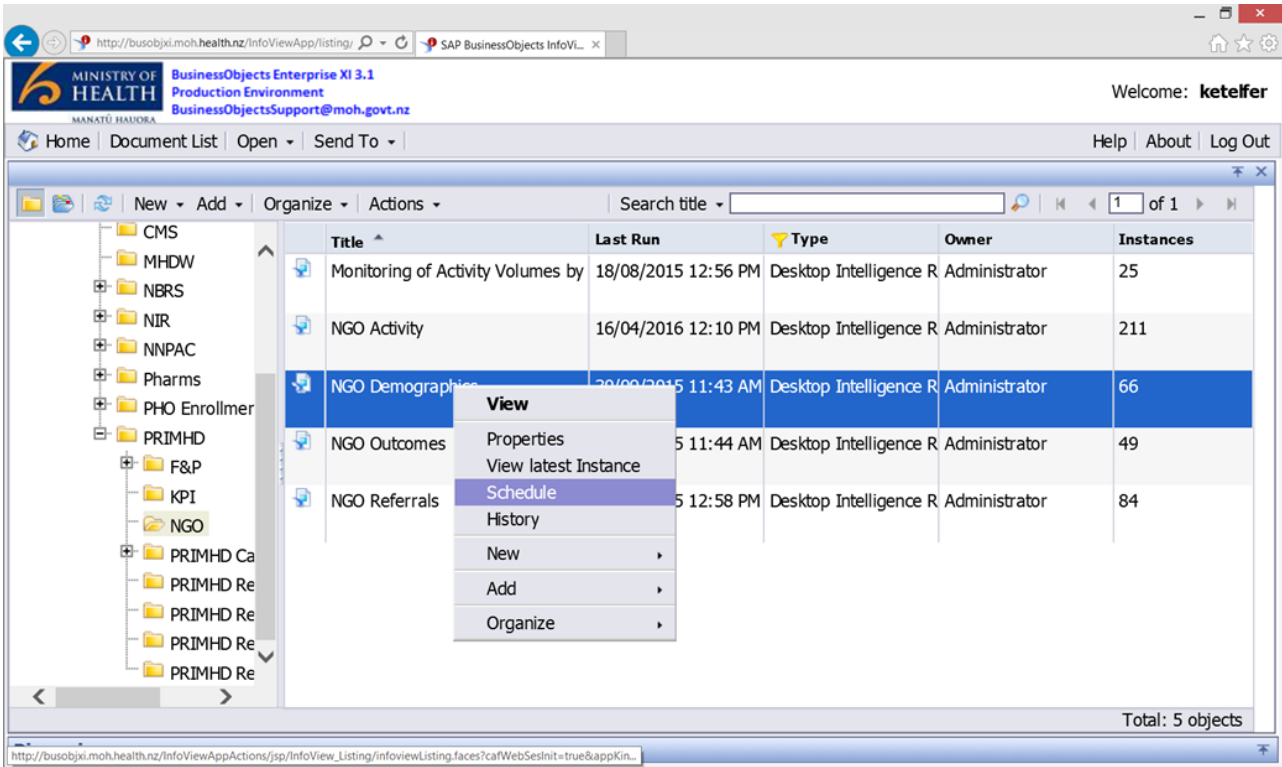 http://busobjxi.moh.health.nz/InfoViewApp/listing/ SAP BusinessObjects InfoVi...
MINISTRY OF
HEALTH
MANATŪ HAUORA
BusinessObjects Enterprise XI 3.1
Production Environment
BusinessObjectsSupport@moh.govt.nz
Welcome: ketelfer
Home Document List Open Send To Help About Log Out
New Add Organize Actions Search title 1 of 1
CMS
MHDW
NBRS
NIR
NNPAC
Pharms
PHO Enrollmer
PRIMHD
F&P
KPI
NGO
PRIMHD Ca
PRIMHD Re
PRIMHD Re
PRIMHD Re
PRIMHD Re
Title Last Run Type Owner Instances
Monitoring of Activity Volumes by 18/08/2015 12:56 PM Desktop Intelligence R Administrator 25
NGO Activity 16/04/2016 12:10 PM Desktop Intelligence R Administrator 211
NGO Demographics 11:43 AM Desktop Intelligence R Administrator 66
NGO Outcomes 5 11:44 AM Desktop Intelligence R Administrator 49
NGO Referrals 5 12:58 PM Desktop Intelligence R Administrator 84
View
Properties
View latest Instance
Schedule
History
New
Add
Organize
Total: 5 objects
http://busobjxi.moh.health.nz/InfoViewAppActions/jsp/InfoView_Listing/infoviewListing.faces?cafWebSesInit=true&appKin...